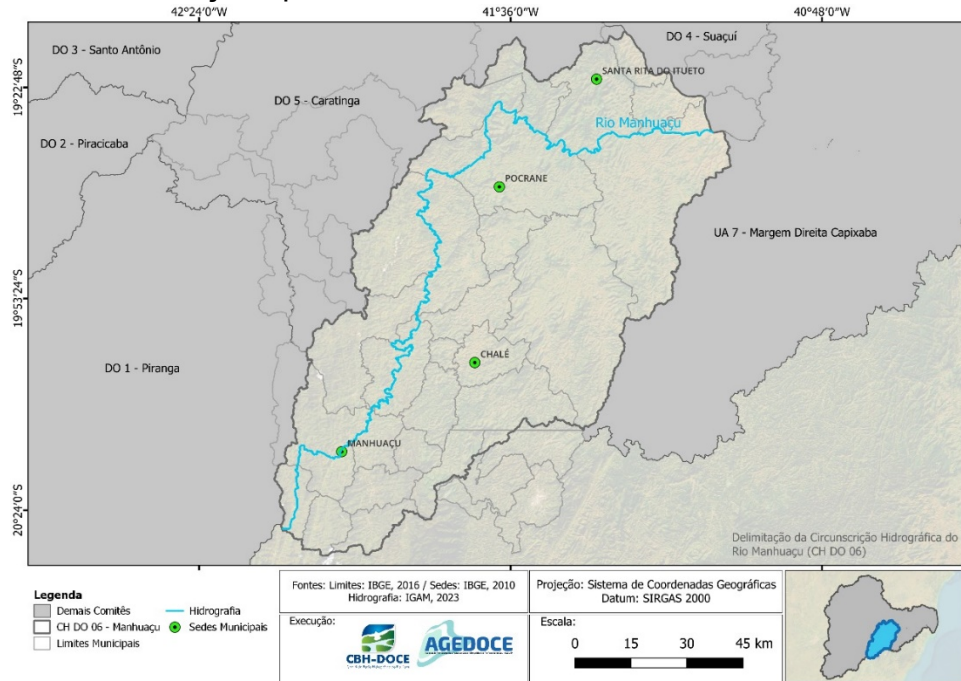 42°24'0"W
41°36'0"W
40°48'0"W
DO 3 - Santo Antônio
DO 4 - Suaçuí
SANTA RITA DO ITUETO
19°22'48"S
DO 5 - Caratinga
Rio Manhuaçu
DO 2 - Piracicaba
POCRANE
UA 7 - Margem Direita Capixaba
19°53'24"S
DO 1 - Piranga
CHALÉ
MANHUAÇU
20°24'0"S
Delimitação da Circunscrição Hidrográfica do
Rio Manhuaçu (CH DO 06)
Legenda
Demais Comitês
Hidrografia
CH DO 06 - Manhuaçu
Sedes Municipais
Limites Municipais
Fontes: Limites: IBGE, 2016 / Sedes: IBGE, 2010
Hidrografia: IGAM, 2023
Execução:
CBH-DOCE
AGEDOCE
Projeção: Sistema de Coordenadas Geográficas
Datum: SIRGAS 2000
Escala:
0 15 30 45 km